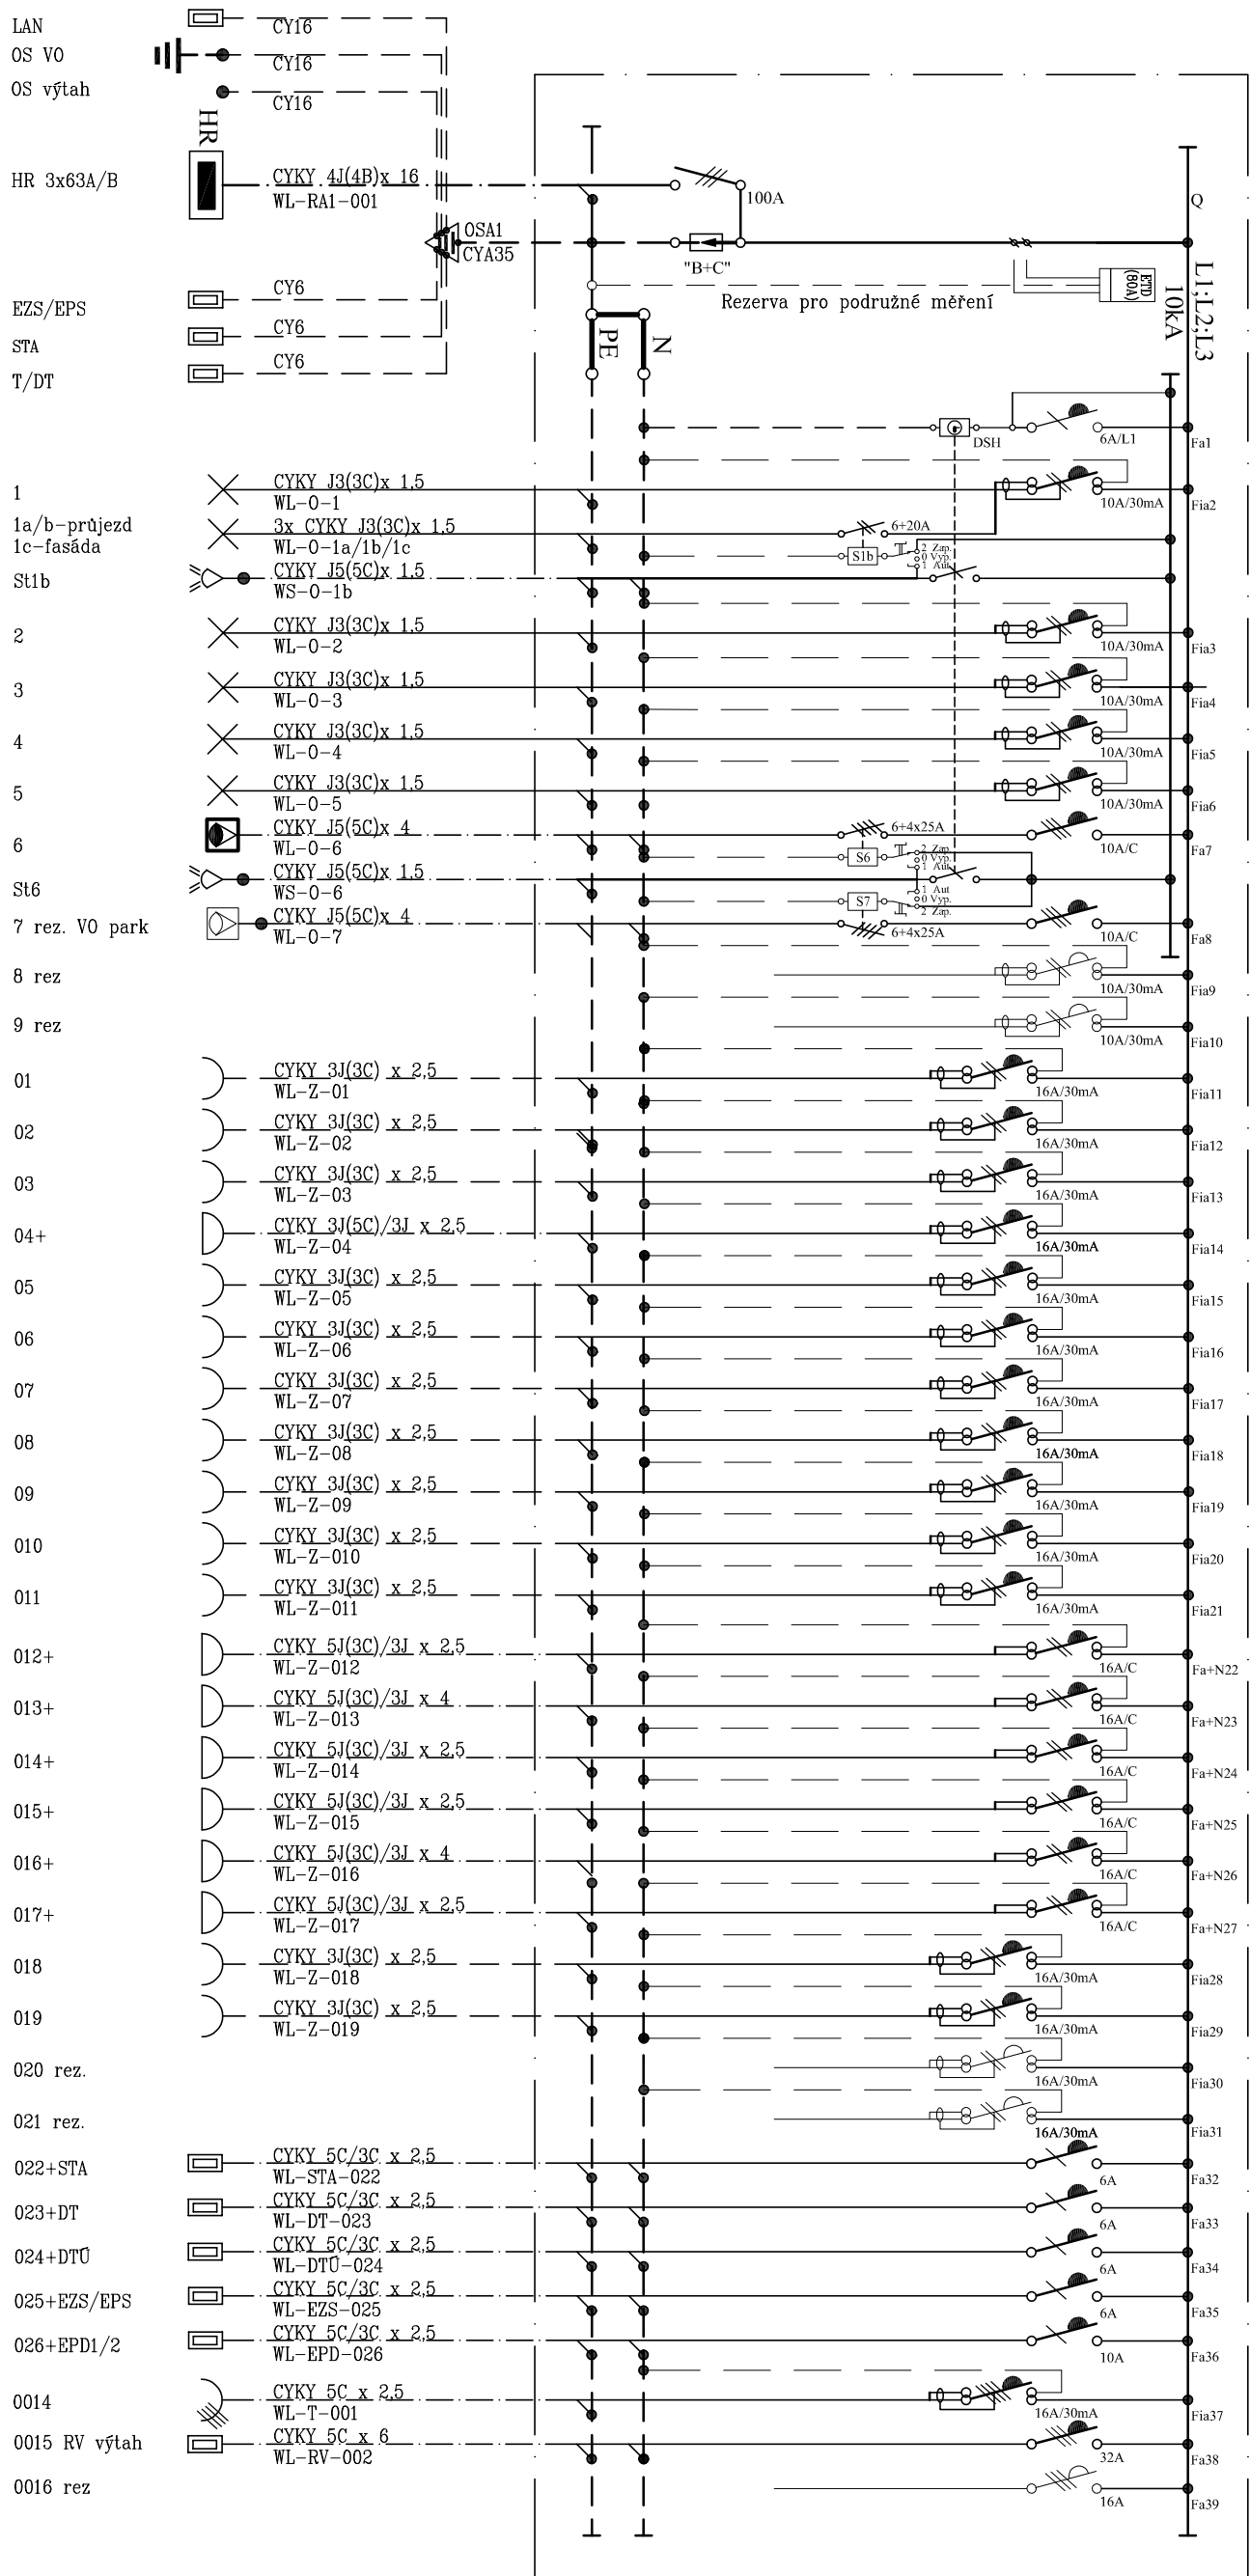 LAN
CY16
OS VO
CY16
OS výtah
CY16
HR
HR 3x63A/B
CYKY 4J(4B)x 16
WL-RA1-001
100A
Q
OSA1
CYA35
"B+C"
ETD
(80A)
L1;L2;L3
10kA
Rezerva pro podružné měření
EZS/EPS
CY6
STA
CY6
T/DT
CY6
PE
N
DSH
6A/L1
Fa1
1
CYKY J3(3C)x 1,5
WL-O-1
10A/30mA
Fia2
1a/b-průjezd
1c-fasáda
3x CYKY J3(3C)x 1,5
WL-O-1a/1b/1c
6+20A
S1b
2 Zap.
0 Vyp.
1 Aut
St1b
CYKY J5(5C)x 1,5
WS-O-1b
2
CYKY J3(3C)x 1,5
WL-O-2
10A/30mA
Fia3
3
CYKY J3(3C)x 1,5
WL-O-3
10A/30mA
Fia4
4
CYKY J3(3C)x 1,5
WL-O-4
10A/30mA
Fia5
5
CYKY J3(3C)x 1,5
WL-O-5
10A/30mA
Fia6
6
CYKY J5(5C)x 4
WL-O-6
6+4x25A
S6
2 Zap.
0 Vyp.
1 Aut
10A/C
Fa7
St6
CYKY J5(5C)x 1,5
WS-O-6
S7
1 Aut
0 Vyp.
2 Zap.
7 rez. VO park
CYKY J5(5C)x 4
WL-O-7
6+4x25A
10A/C
Fa8
8 rez
10A/30mA
Fia9
9 rez
10A/30mA
Fia10
01
CYKY 3J(3C) x 2,5
WL-Z-01
16A/30mA
Fia11
02
CYKY 3J(3C) x 2,5
WL-Z-02
16A/30mA
Fia12
03
CYKY 3J(3C) x 2,5
WL-Z-03
16A/30mA
Fia13
04+
CYKY 3J(5C)/3J x 2,5
WL-Z-04
16A/30mA
Fia14
05
CYKY 3J(3C) x 2,5
WL-Z-05
16A/30mA
Fia15
06
CYKY 3J(3C) x 2,5
WL-Z-06
16A/30mA
Fia16
07
CYKY 3J(3C) x 2,5
WL-Z-07
16A/30mA
Fia17
08
CYKY 3J(3C) x 2,5
WL-Z-08
16A/30mA
Fia18
09
CYKY 3J(3C) x 2,5
WL-Z-09
16A/30mA
Fia19
010
CYKY 3J(3C) x 2,5
WL-Z-010
16A/30mA
Fia20
011
CYKY 3J(3C) x 2,5
WL-Z-011
16A/30mA
Fia21
012+
CYKY 5J(3C)/3J x 2,5
WL-Z-012
16A/C
Fa+N22
013+
CYKY 5J(3C)/3J x 4
WL-Z-013
16A/C
Fa+N23
014+
CYKY 5J(3C)/3J x 2,5
WL-Z-014
16A/C
Fa+N24
015+
CYKY 5J(3C)/3J x 2,5
WL-Z-015
16A/C
Fa+N25
016+
CYKY 5J(3C)/3J x 4
WL-Z-016
16A/C
Fa+N26
017+
CYKY 5J(3C)/3J x 2,5
WL-Z-017
16A/C
Fa+N27
018
CYKY 3J(3C) x 2,5
WL-Z-018
16A/30mA
Fia28
019
CYKY 3J(3C) x 2,5
WL-Z-019
16A/30mA
Fia29
020 rez.
16A/30mA
Fia30
021 rez.
16A/30mA
Fia31
022+STA
CYKY 5C/3C x 2,5
WL-STA-022
6A
Fa32
023+DT
CYKY 5C/3C x 2,5
WL-DT-023
6A
Fa33
024+DTÚ
CYKY 5C/3C x 2,5
WL-DTÚ-024
6A
Fa34
025+EZS/EPS
CYKY 5C/3C x 2,5
WL-EZS-025
6A
Fa35
026+EPD1/2
CYKY 5C/3C x 2,5
WL-EPD-026
10A
Fa36
0014
CYKY 5C x 2,5
WL-T-001
16A/30mA
Fia37
0015 RV výtah
CYKY 5C x 6
WL-RV-002
32A
Fa38
0016 rez
16A
Fa39